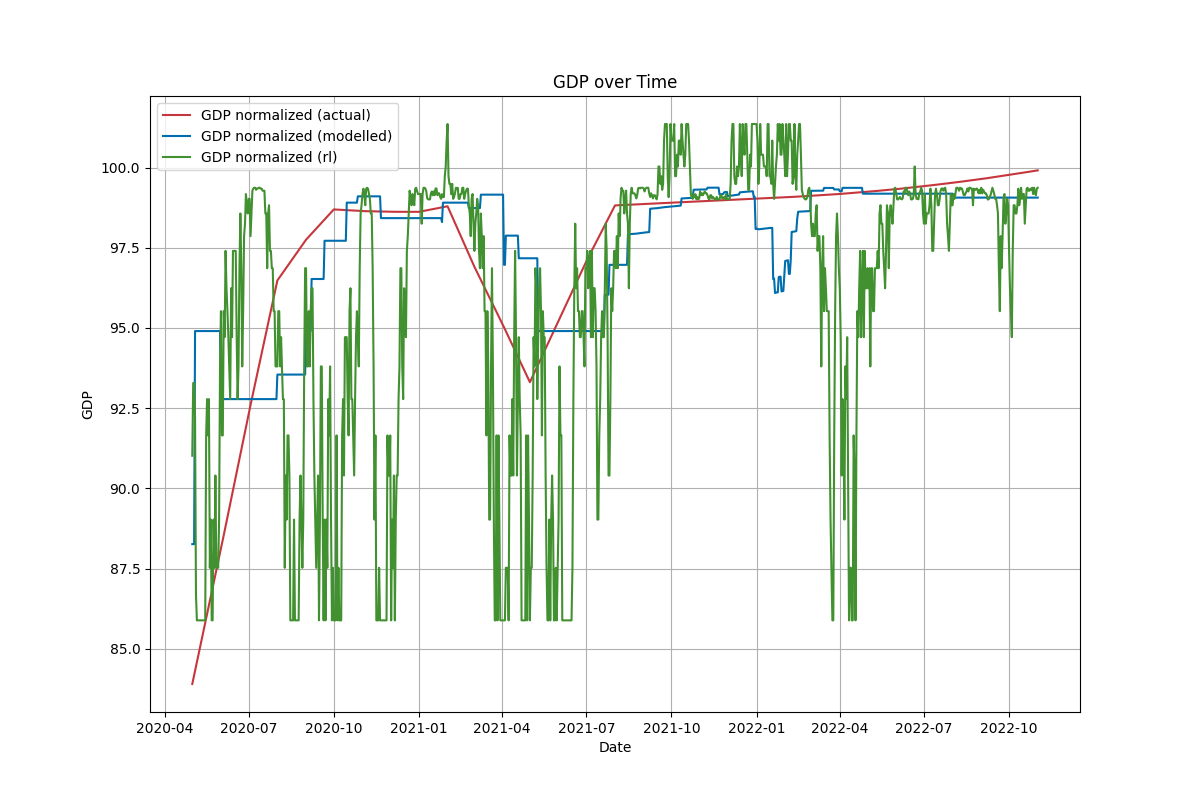 GDP over Time
GDP normalized (actual)
GDP normalized (modelled)
GDP normalized (rl)
100.0
97.5
95.0
92.5
90.0
87.5
85.0
GDP
2020-04 2020-07 2020-10 2021-01 2021-04 2021-07 2021-10 2022-01 2022-04 2022-07 2022-10
Date